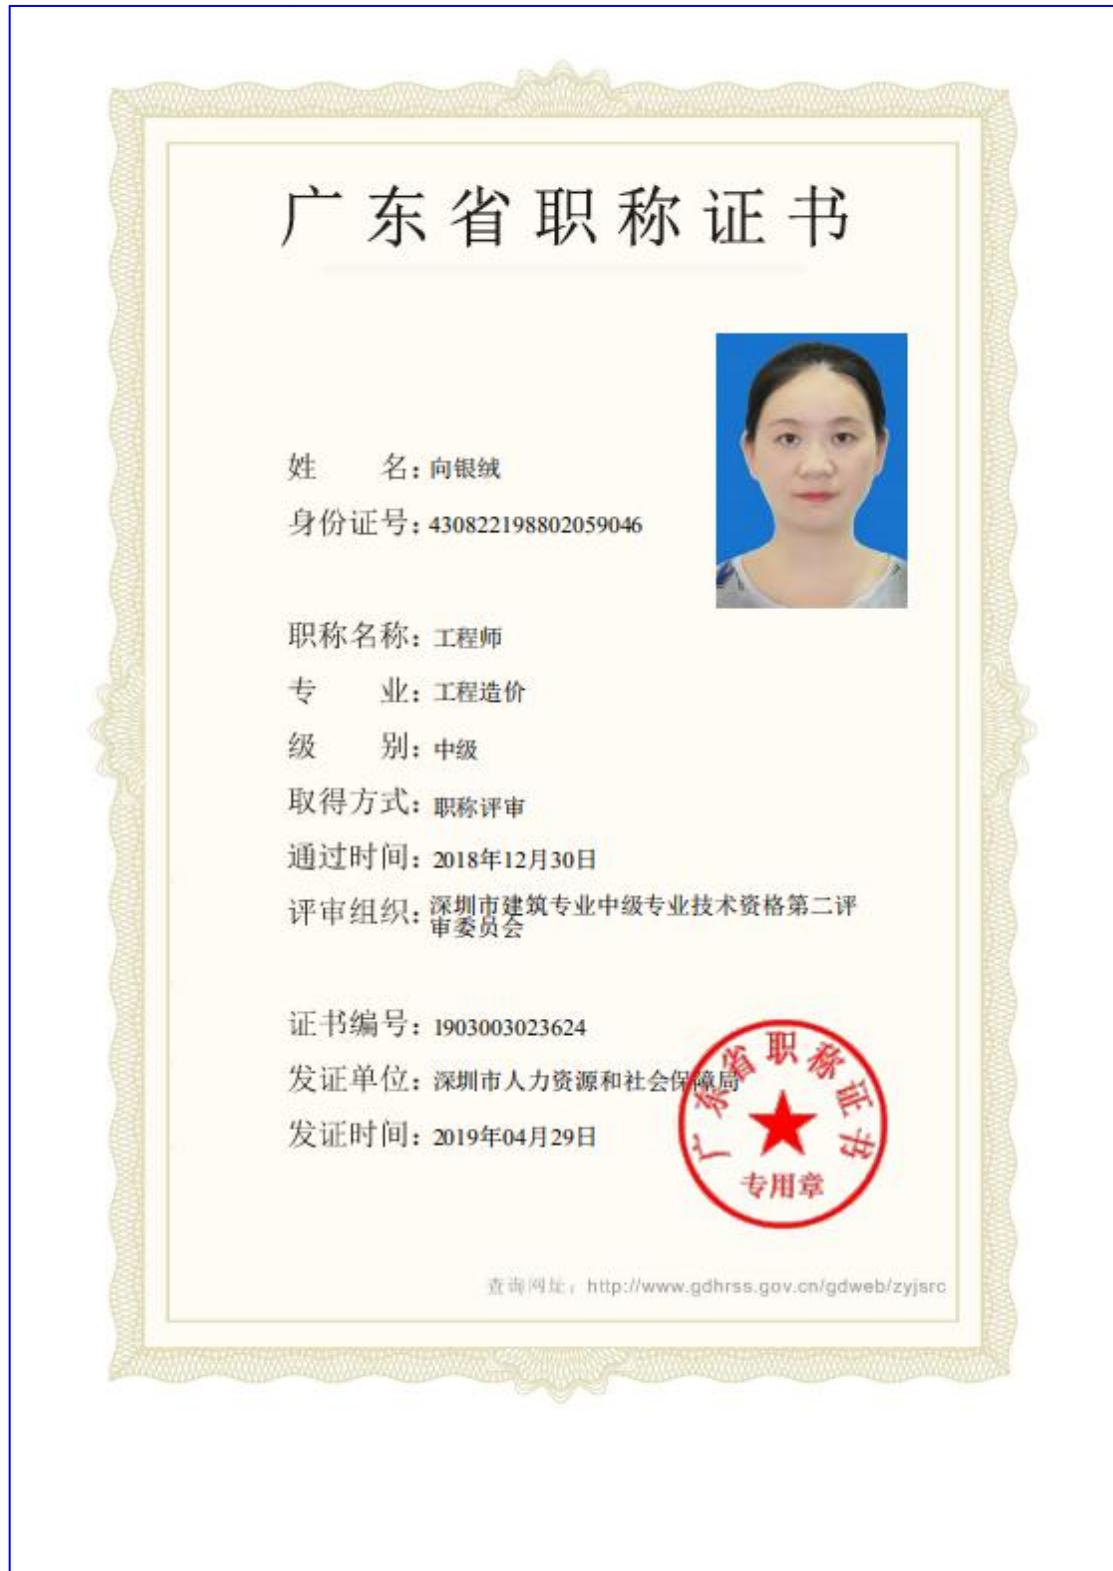 广东省职称证书
姓 名：向银绒
身份证号：430822198802059046
职称名称：工程师
专 业：工程造价
级 别：中级
取得方式：职称评审
通过时间：2018年12月30日
评审组织：深圳市建筑专业中级专业技术资格第二评
审委员会
证书编号：1903003023624
发证单位：深圳市人力资源和社会保障局
发证时间：2019年04月29日
广东省职称证书
专用章
查询网址：http://www.gdhrss.gov.cn/gdweb/zyjsrc